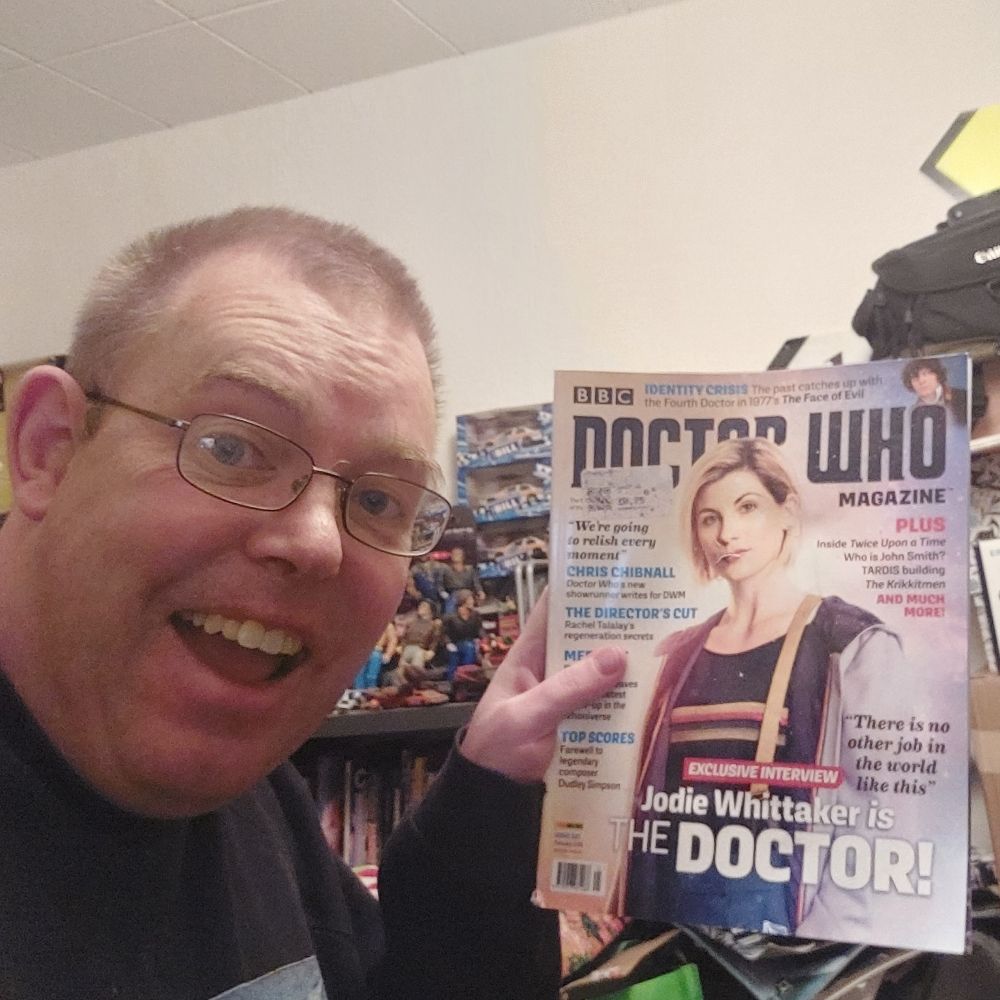 BBC
IDENTITY CRISIS The past catches up with
the Fourth Doctor in 1977's The Face of Evil
DOCTOR WHO
MAGAZINE
"We're going
to relish every
moment"
CHRIS CHIBNALL
Doctor Who's new
showrunner writes for DWM
THE DIRECTOR'S CUT
Rachel Talalay's
regeneration secrets
TOP SCORES
Farewell to
legendary
composer
Dudley Simpson
PLUS
Inside Twice Upon a Time
Who is John Smith?
TARDIS building
The Krikkitmen
AND MUCH
MORE!
"There is no
other job in
the world
like this"
EXCLUSIVE INTERVIEW
Jodie Whittaker is
THE DOCTOR!
BILL